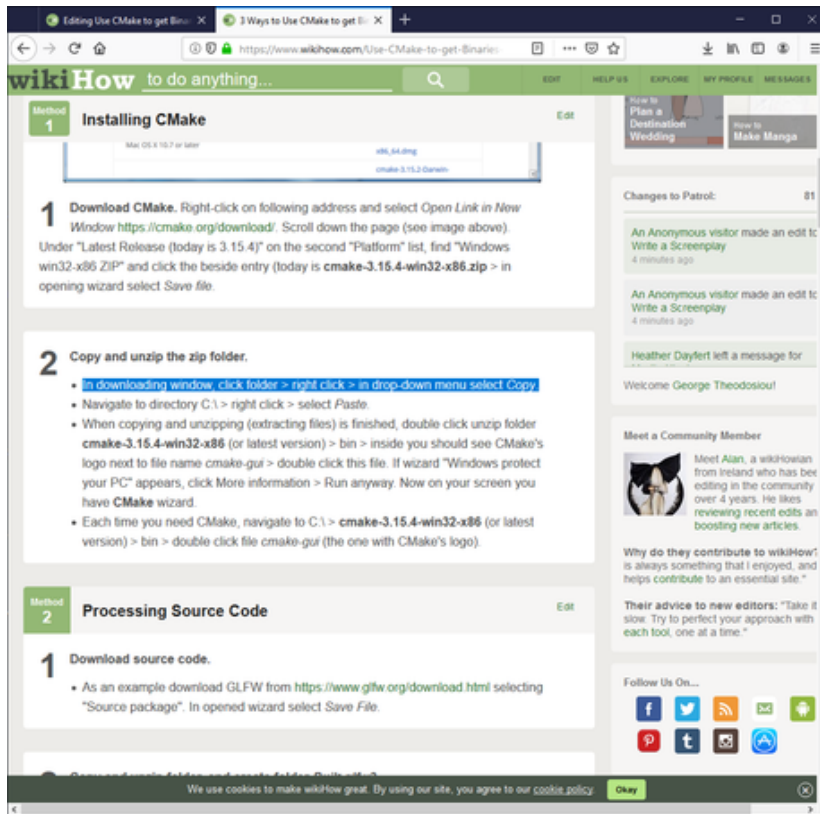 Editing Use CMake to get Binar
3 Ways to Use CMake to get Bi
https://www.wikihow.com/Use-CMake-to-get-Binaries
wikiHow to do anything...
EDIT HELP US EXPLORE MY PROFILE MESSAGES
Method
1
Installing CMake
Edit
Mac OS X 10.7 or later
x86_64.dmg
cmake-3.15.2-Darwin-
1 Download CMake. Right-click on following address and select Open Link in New
Window https://cmake.org/download/. Scroll down the page (see image above).
Under "Latest Release (today is 3.15.4)" on the second "Platform" list, find "Windows
win32-x86 ZIP" and click the beside entry (today is cmake-3.15.4-win32-x86.zip > in
opening wizard select Save file.
2 Copy and unzip the zip folder.
• In downloading window, click folder > right click > in drop-down menu select Copy.
• Navigate to directory C:\ > right click > select Paste.
• When copying and unzipping (extracting files) is finished, double click unzip folder
cmake-3.15.4-win32-x86 (or latest version) > bin > inside you should see CMake's
logo next to file name cmake-gui > double click this file. If wizard "Windows protect
your PC" appears, click More information > Run anyway. Now on your screen you
have CMake wizard.
• Each time you need CMake, navigate to C:\ > cmake-3.15.4-win32-x86 (or latest
version) > bin > double click file cmake-gui (the one with CMake's logo).
Method
2
Processing Source Code
Edit
1 Download source code.
• As an example download GLFW from https://www.glfw.org/download.html selecting
"Source package". In opened wizard select Save File.
How to
Plan a
Destination
Wedding
How to
Make Manga
Changes to Patrol: 81
An Anonymous visitor made an edit to
Write a Screenplay
4 minutes ago
An Anonymous visitor made an edit to
Write a Screenplay
4 minutes ago
Heather Dayfert left a message for
Welcome George Theodosiou!
Meet a Community Member
Meet Alan, a wikiHowian
from Ireland who has bee
editing in the community
over 4 years. He likes
reviewing recent edits an
boosting new articles.
Why do they contribute to wikiHow?
is always something that I enjoyed, and
helps contribute to an essential site."
Their advice to new editors: "Take it
slow. Try to perfect your approach with
each tool, one at a time."
Follow Us On...
We use cookies to make wikiHow great. By using our site, you agree to our cookie policy. Okay